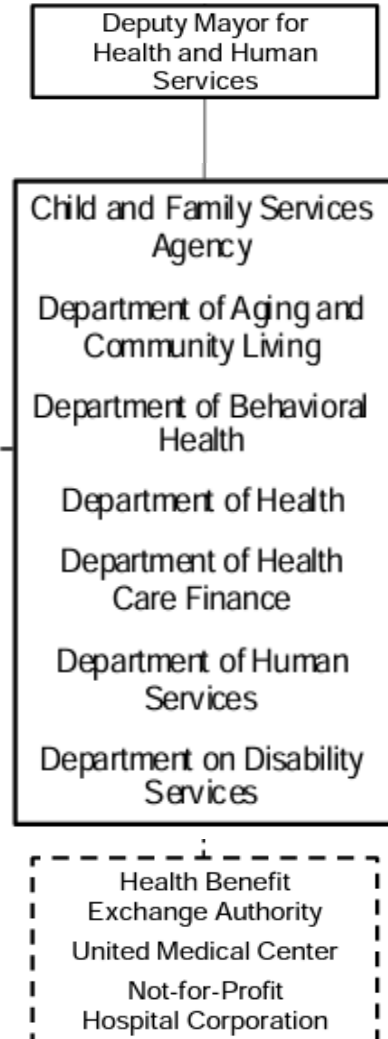 Deputy Mayor for
Health and Human
Services
Child and Family Services
Agency
Department of Aging and
Community Living
Department of Behavioral
Health
Department of Health
Department of Health
Care Finance
Department of Human
Services
Department on Disability
Services
Health Benefit
Exchange Authority
United Medical Center
Not-for-Profit
Hospital Corporation